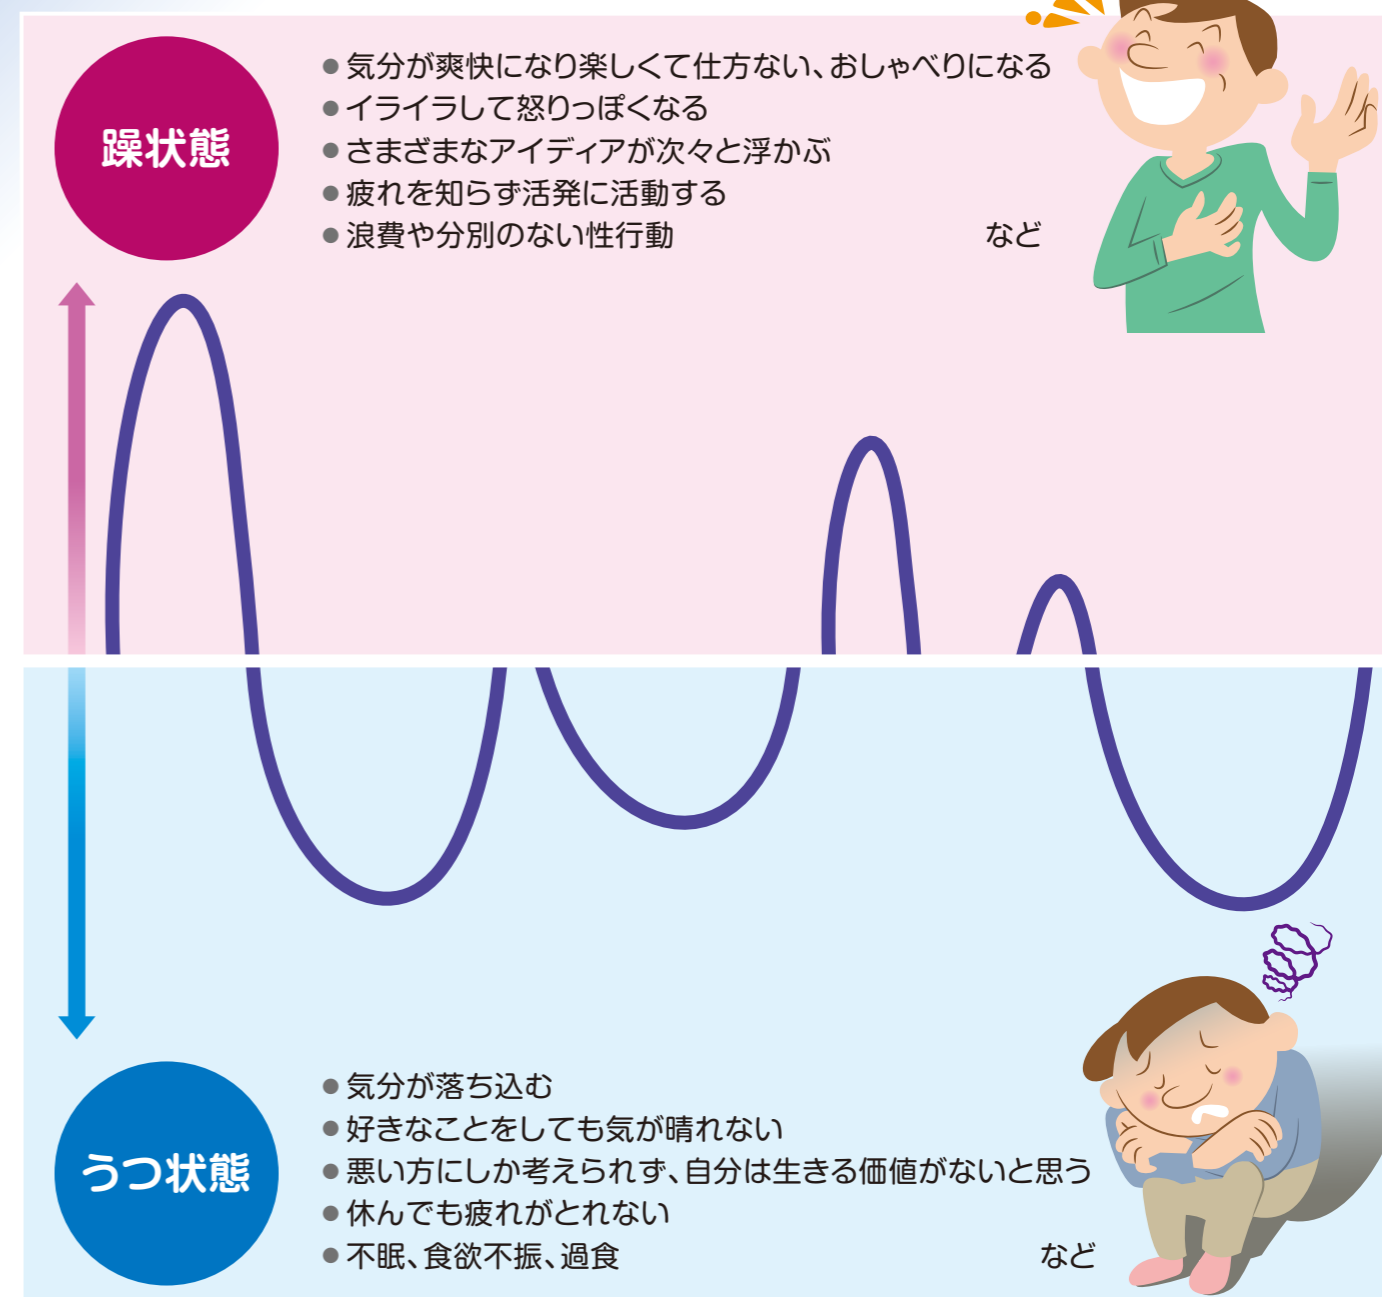 躁状態
● 気分が爽快になり楽しくて仕方ない、おしゃべりになる
● イライラして怒りっぽくなる
● さまざまなアイディアが次々と浮かぶ
● 疲れを知らず活発に活動する
● 浪費や分別のない性行動 など
うつ状態
● 気分が落ち込む
● 好きなことをしても気が晴れない
● 悪い方にしか考えられず、自分は生きる価値がないと思う
● 休んでも疲れがとれない
● 不眠、食欲不振、過食 など